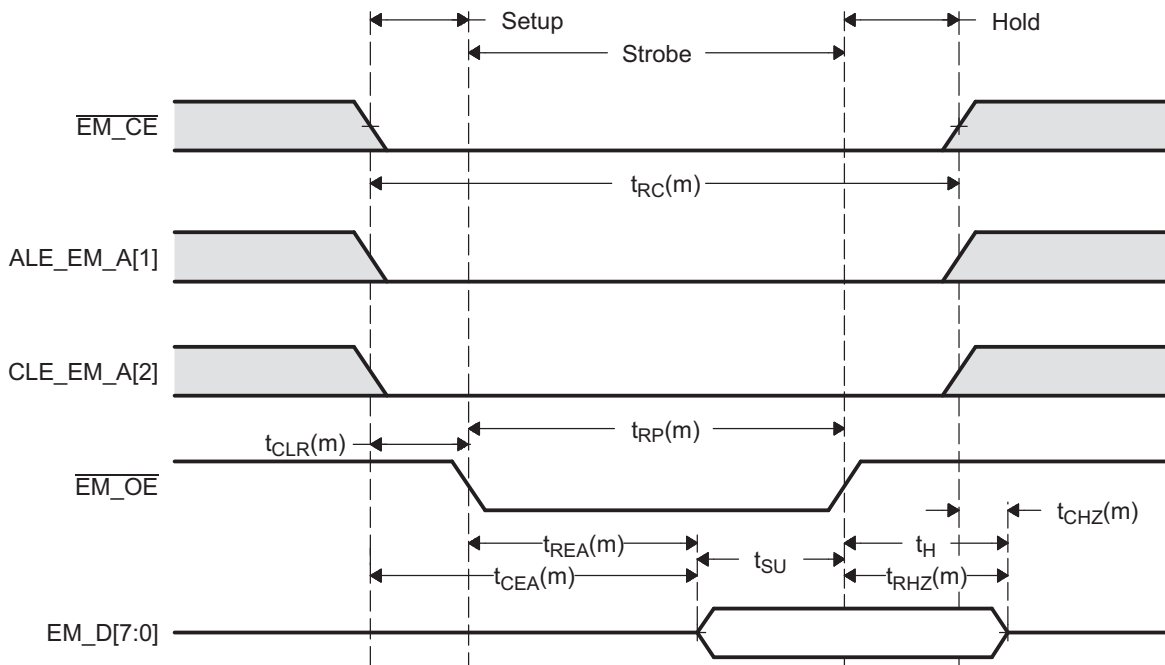 Setup
Hold
Strobe
EM_CE
tRC(m)
ALE_EM_A[1]
CLE_EM_A[2]
tCLR(m)
tRP(m)
EM_OE
tCHZ(m)
tREA(m)
tH
tSU
tCEA(m)
tRHZ(m)
EM_D[7:0]